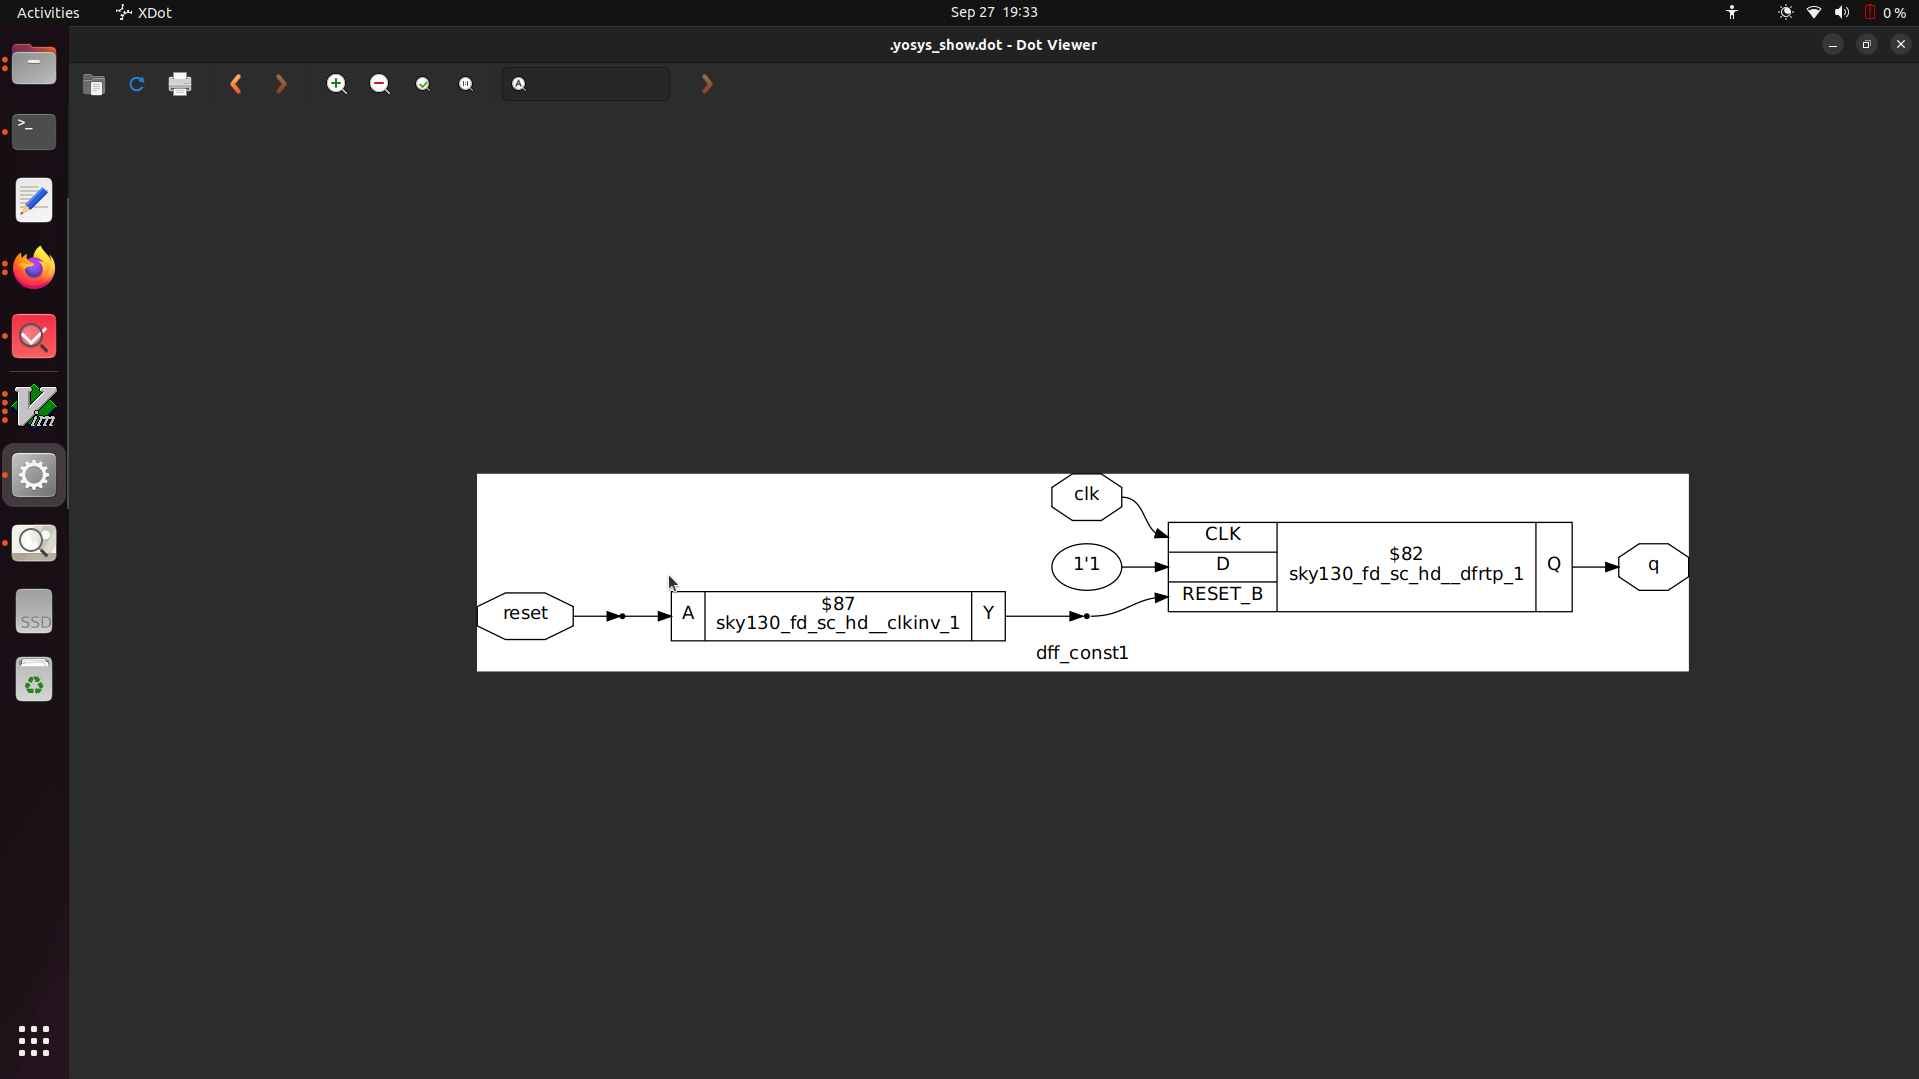 Activities
XDot
Sep 27 19:33
0 %
.yosys_show.dot - Dot Viewer
>_
clk
CLK
1'1
D
$82
sky130_fd_sc_hd__dfrtp_1
Q
q
RESET_B
reset
A
$87
sky130_fd_sc_hd__clkinv_1
Y
dff_const1
Vim
SSD